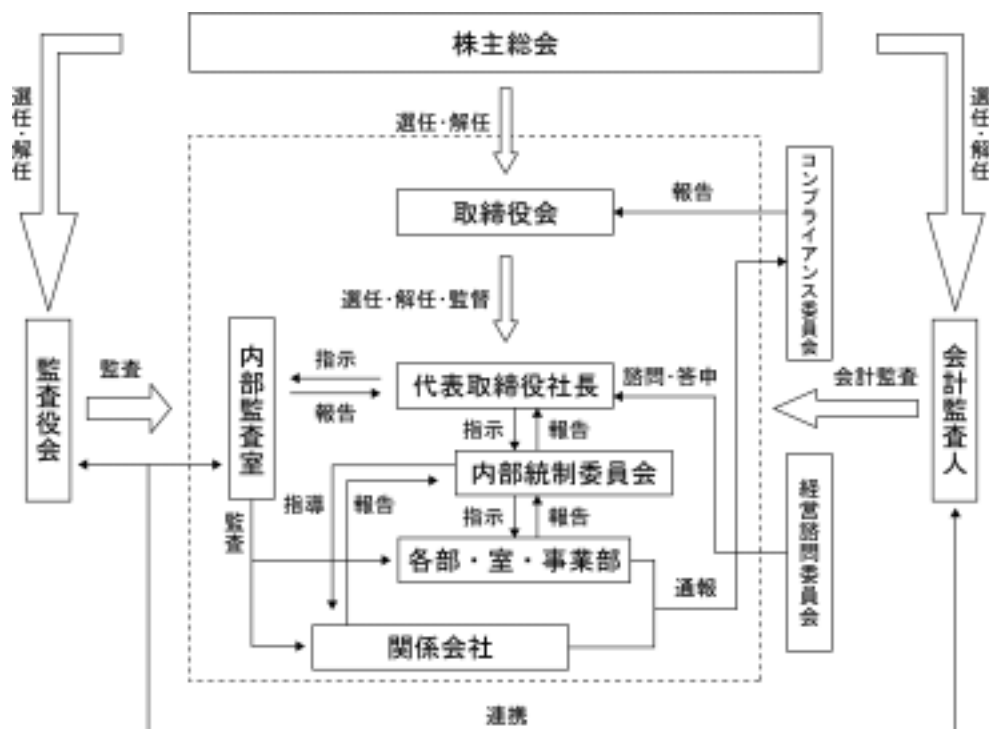 株主総会
選任・解任
選任・解任
選任・解任
取締役会
報告
コンプライアンス委員会
選任・解任・監督
監査役会
監査
内部監査室
指示
報告
代表取締役社長
諮問・答申
会計監査
会計監査人
指示
報告
内部統制委員会
指導
報告
指示
報告
監査
各部・室・事業部
通報
経営諮問委員会
関係会社
連携